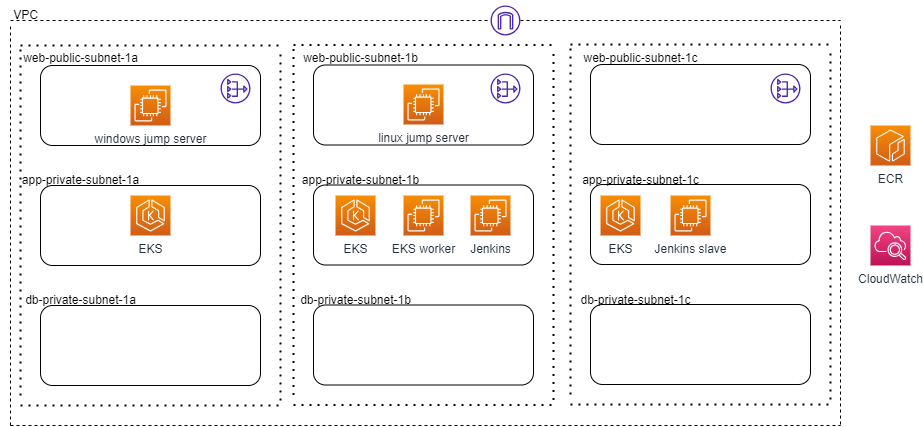 VPC
web-public-subnet-1a
web-public-subnet-1b
web-public-subnet-1c
windows jump server
linux jump server
ECR
app-private-subnet-1a
app-private-subnet-1b
app-private-subnet-1c
K
K
K
EKS
EKS
EKS worker
Jenkins
EKS
Jenkins slave
CloudWatch
db-private-subnet-1a
db-private-subnet-1b
db-private-subnet-1c